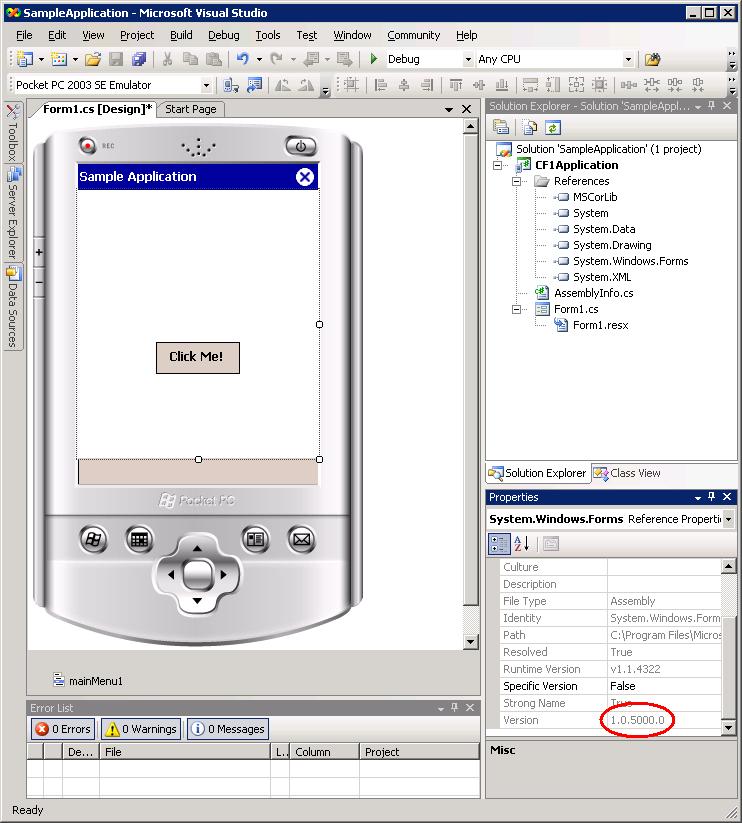 SampleApplication - Microsoft Visual Studio
File Edit View Project Build Debug Tools Test Window Community Help
Debug Any CPU
Pocket PC 2003 SE Emulator
Toolbox
Server Explorer
Data Sources
Form1.cs [Design]* Start Page
REC
Sample Application
Click Me!
Pocket PC
mainMenu1
Error List
0 Errors 0 Warnings 0 Messages
De... File L.. Column Project
Solution Explorer - Solution 'SampleAppl...
Solution 'SampleApplication' (1 project)
CF1Application
References
MSCorLib
System
System.Data
System.Drawing
System.Windows.Forms
System.XML
AssemblyInfo.cs
Form1.cs
Form1.resx
Solution Explorer Class View
Properties
System.Windows.Forms Reference Properti
Culture
Description
File Type Assembly
Identity System.Windows.Form
Path C:\Program Files\Micros
Resolved True
Runtime Version v1.1.4322
Specific Version False
Strong Name True
Version 1.0.5000.0
Misc
Ready